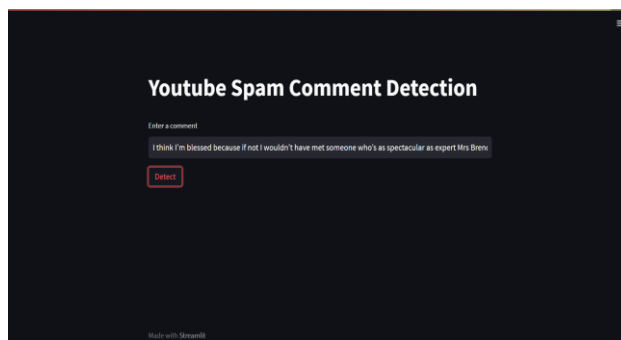 Youtube Spam Comment Detection
Enter a comment
I think I'm blessed because if not I wouldn't have met someone who's as spectacular as expert Mrs Bren
Detect
Made with Streamlit